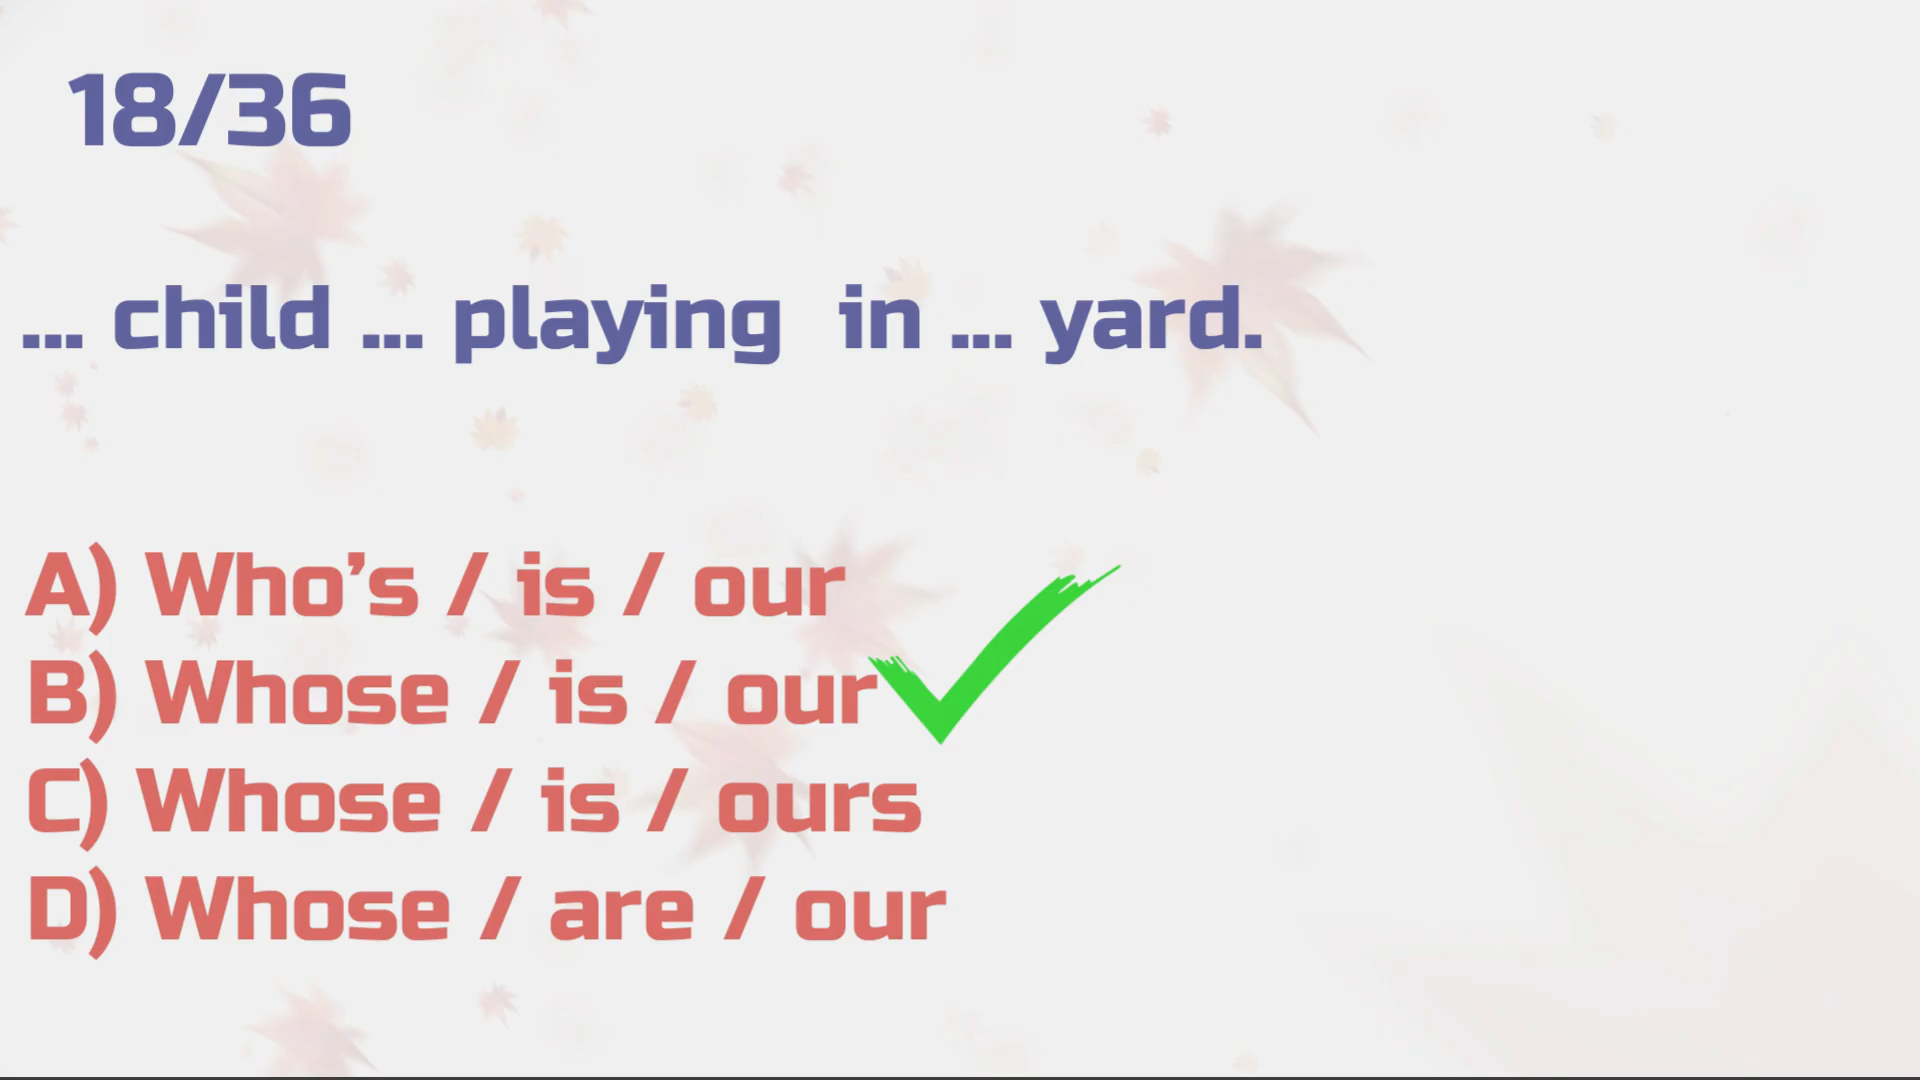 18/36
... child ... playing in ... yard.
A) Who’s / is / our
B) Whose / is / our
C) Whose / is / ours
D) Whose / are / our